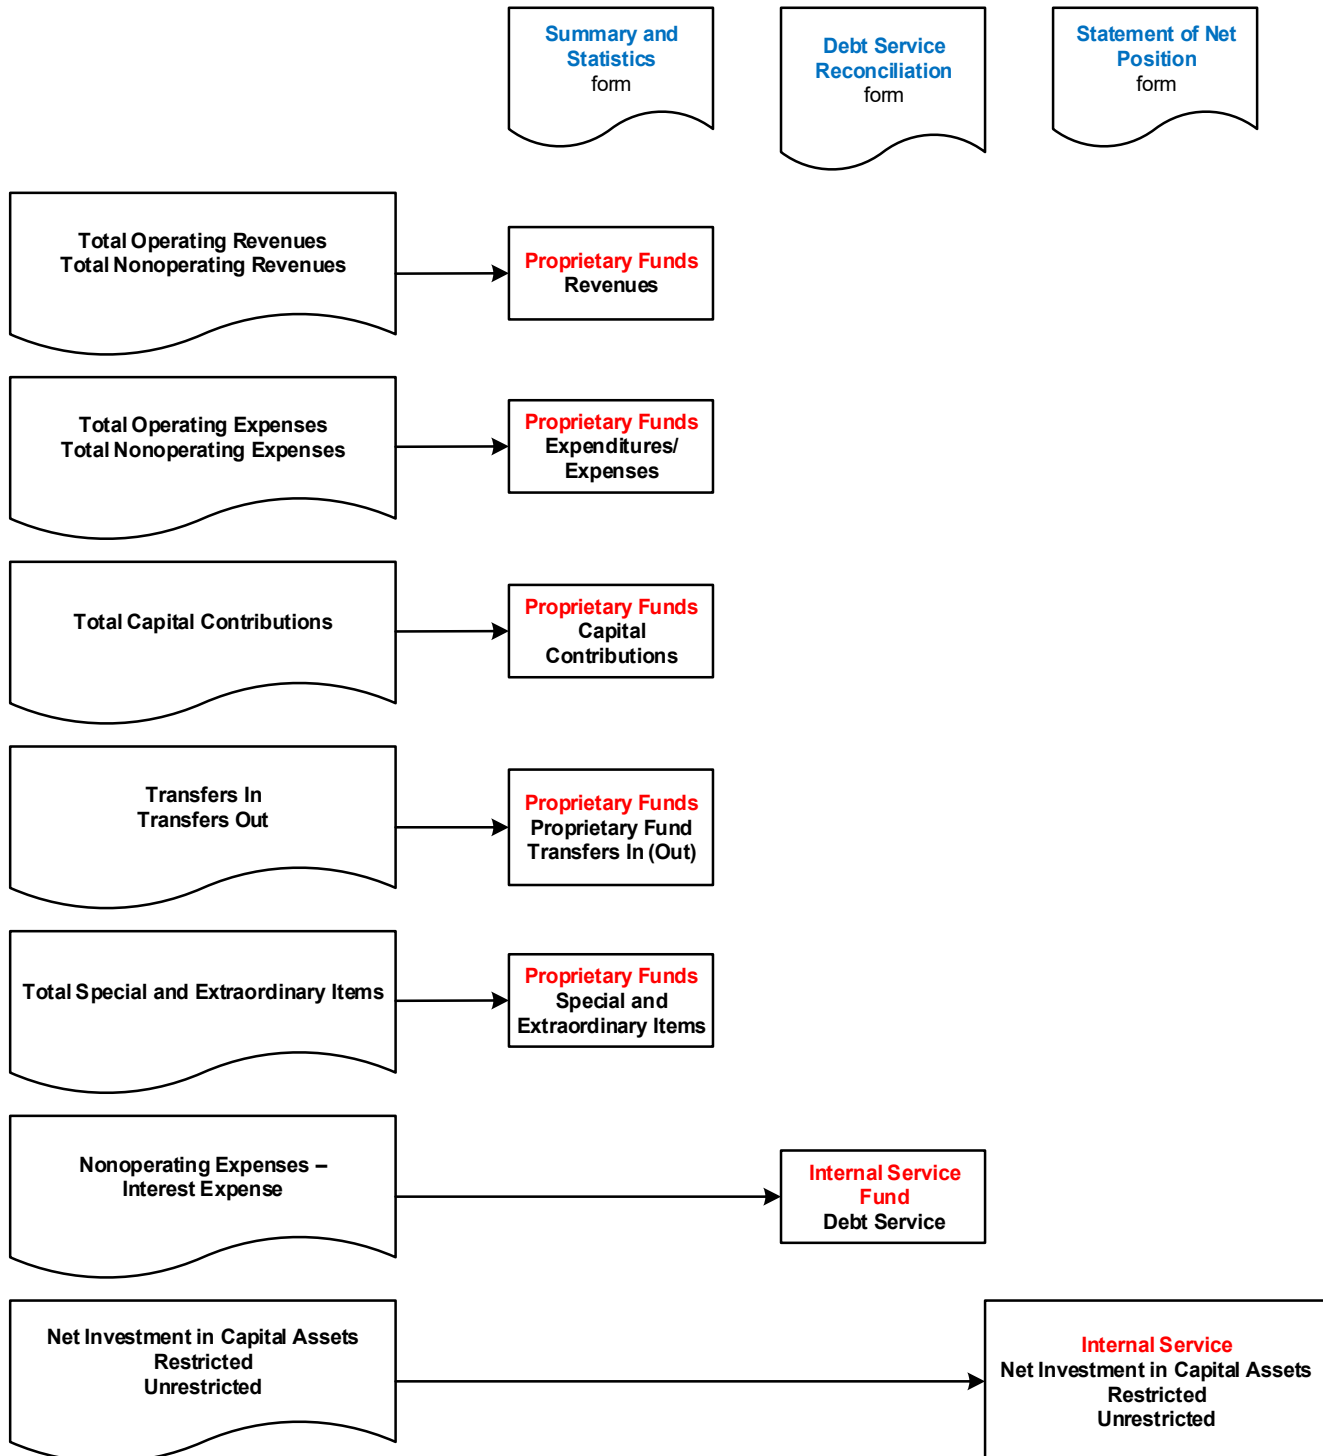 Summary and
Statistics
form
Debt Service
Reconciliation
form
Statement of Net
Position
form
Total Operating Revenues
Total Nonoperating Revenues
Proprietary Funds
Revenues
Total Operating Expenses
Total Nonoperating Expenses
Proprietary Funds
Expenditures/
Expenses
Total Capital Contributions
Proprietary Funds
Capital
Contributions
Transfers In
Transfers Out
Proprietary Funds
Proprietary Fund
Transfers In (Out)
Total Special and Extraordinary Items
Proprietary Funds
Special and
Extraordinary Items
Nonoperating Expenses –
Interest Expense
Internal Service
Fund
Debt Service
Net Investment in Capital Assets
Restricted
Unrestricted
Internal Service
Net Investment in Capital Assets
Restricted
Unrestricted